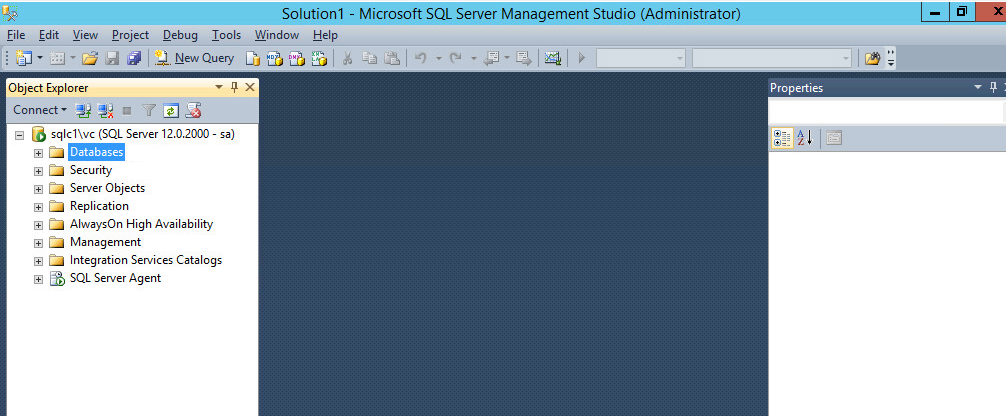 Solution1 - Microsoft SQL Server Management Studio (Administrator)
File Edit View Project Debug Tools Window Help
New Query
Object Explorer
Properties
Connect
sqlc1\vc (SQL Server 12.0.2000 - sa)
Databases
Security
Server Objects
Replication
AlwaysOn High Availability
Management
Integration Services Catalogs
SQL Server Agent